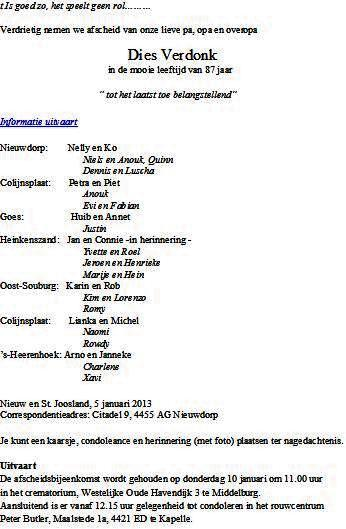 t Is goed zo, het speelt geen rol………
Verdrietig nemen we afscheid van onze lieve pa, opa en overopa
Dies Verdonk
in de mooie leeftijd van 87 jaar
" tot het laatst toe belangstellend"
Informatie uitvaart
Nieuwdorp: Nelly en Ko
Niels en Anouk, Quinn
Dennis en Luscha
Colijnsplaat: Petra en Piet
Anouk
Evi en Fabian
Goes: Huib en Annet
Justin
Heinkenszand: Jan en Connie -in herinnering -
Yvette en Roel
Jeroen en Henrieke
Marije en Hein
Oost-Souburg: Karin en Rob
Kim en Lorenzo
Romy
Colijnsplaat: Lianka en Michel
Naomi
Rowdy
's-Heerenhoek: Arno en Janneke
Charlene
Xavi
Nieuw en St. Joosland, 5 januari 2013
Correspondentieadres: Citadel 9, 4455 AG Nieuwdorp
Je kunt een kaarsje, condoleance en herinnering (met foto) plaatsen ter nagedachtenis.
Uitvaart
De afscheidsbijeenkomst wordt gehouden op donderdag 10 januari om 11.00 uur
in het crematorium, Westelijke Oude Havendijk 3 te Middelburg.
Aansluitend is er vanaf 12.15 uur gelegenheid tot condoleren in het rouwcentrum
Peter Butler, Maalstede 1a, 4421 ED te Kapelle.